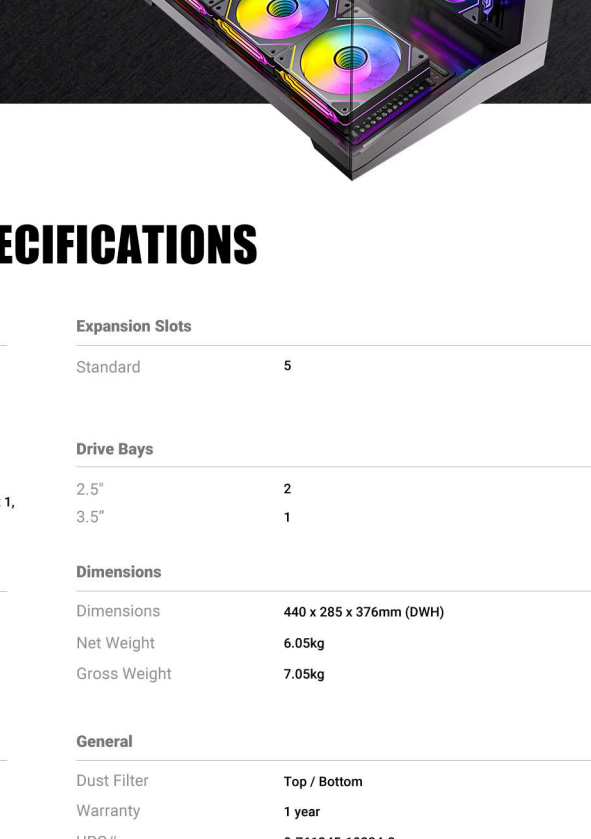 ECIFICATIONS
Expansion Slots
Standard 5
Drive Bays
2.5" 2
1,
3.5” 1
Dimensions
Dimensions 440 x 285 x 376mm (DWH)
Net Weight 6.05kg
Gross Weight 7.05kg
General
Dust Filter Top / Bottom
Warranty 1 year